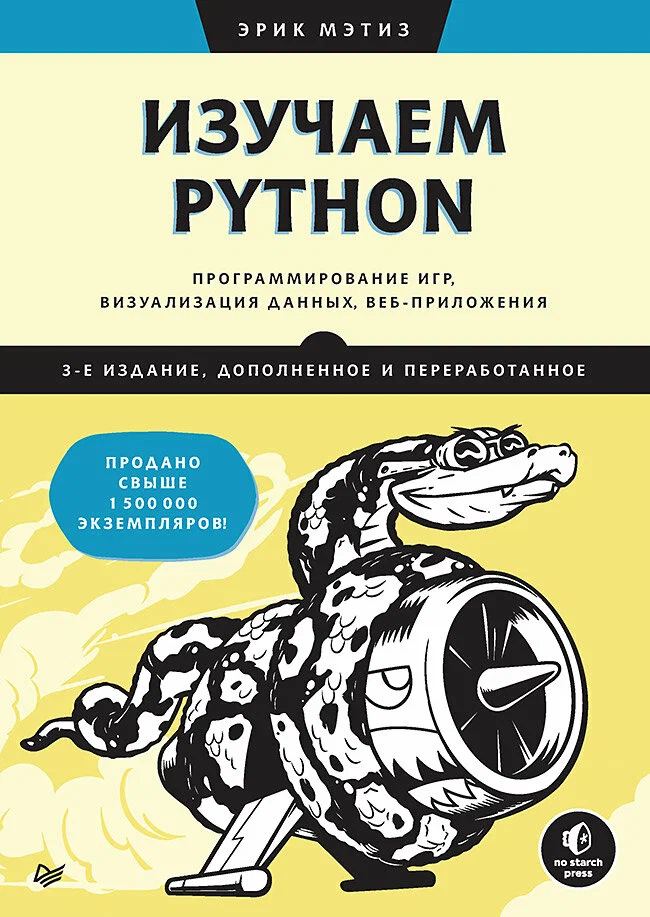 ЭРИК МЭТИЗ
ИЗУЧАЕМ
PYTHON
ПРОГРАММИРОВАНИЕ ИГР,
ВИЗУАЛИЗАЦИЯ ДАННЫХ, ВЕБ-ПРИЛОЖЕНИЯ
3-Е ИЗДАНИЕ, ДОПОЛНЕННОЕ И ПЕРЕРАБОТАННОЕ
ПРОДАНО
СВЫШЕ
1 500 000
ЭКЗЕМПЛЯРОВ!
no starch
press